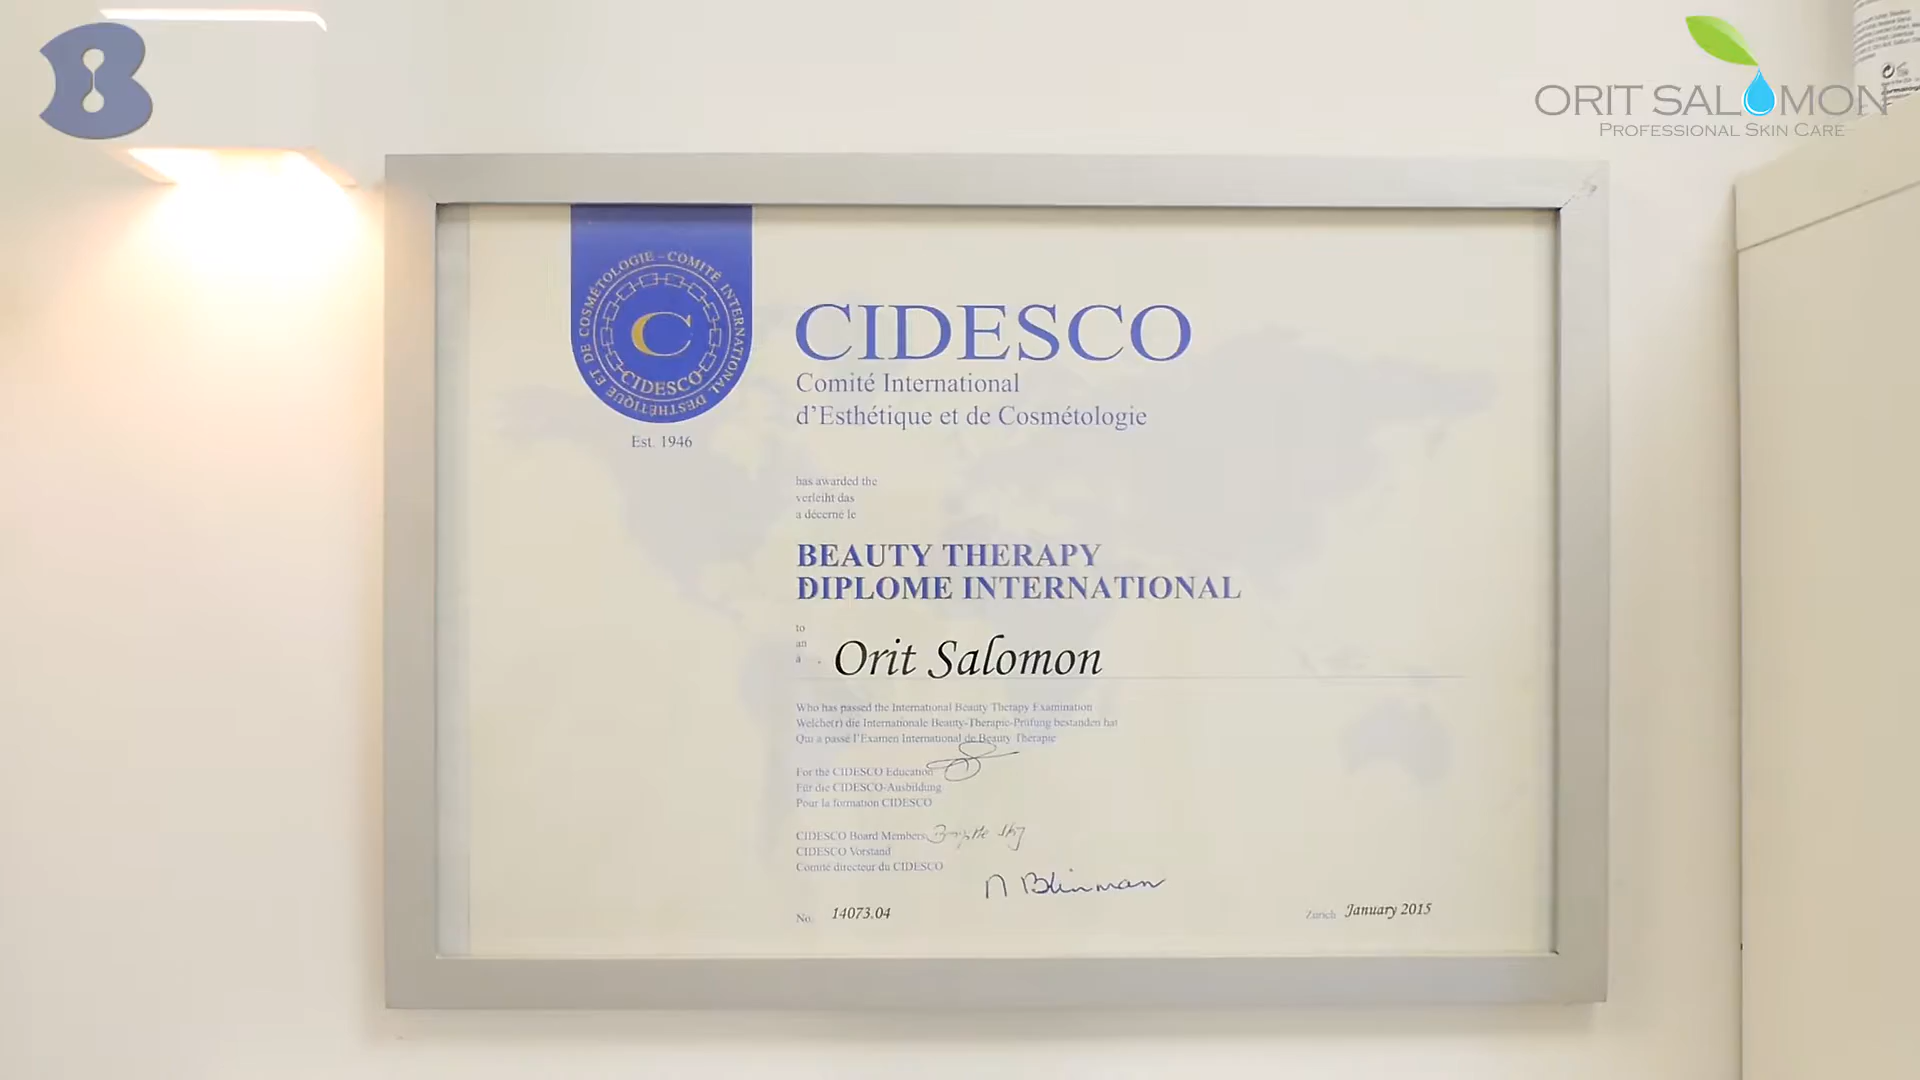 B
ORIT SALOMON
PROFESSIONAL SKIN CARE
COMITÉ INTERNATIONAL D'ESTHÉTIQUE ET DE COSMÉTOLOGIE -
C
CIDESCO
Est. 1946
CIDESCO
Comité International
d'Esthétique et de Cosmétologie
has awarded the
verleiht das
a décerné le
BEAUTY THERAPY
DIPLOME INTERNATIONAL
to
an
à
Orit Salomon
Who has passed the International Beauty Therapy Examination
Welche(r) die Internationale Beauty-Therapie-Prüfung bestanden hat
Qui a passé l'Examen International de Beauty Thérapie
For the CIDESCO Education
Für die CIDESCO-Ausbildung
Pour la formation CIDESCO
CIDESCO Board Members
CIDESCO Vorstand
Comité directeur du CIDESCO
No. 14073.04
Zurich January 2015